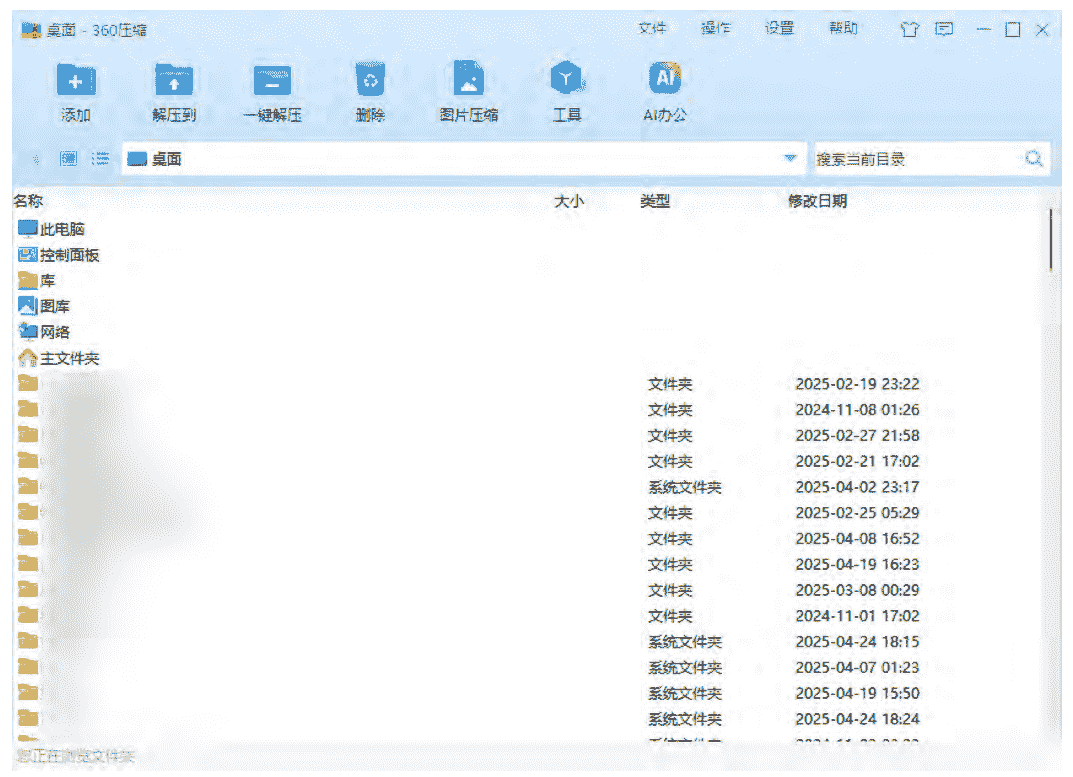 桌面 - 360压缩 文件 操作 设置 帮助
添加 解压到 一键解压 删除 图片压缩 工具 AI办公
桌面 搜索当前目录
名称 大小 类型 修改日期
此电脑
控制面板
库
图库
网络
主文件夹
文件夹 2025-02-19 23:22
文件夹 2024-11-08 01:26
文件夹 2025-02-27 21:58
文件夹 2025-02-21 17:02
系统文件夹 2025-04-02 23:17
文件夹 2025-02-25 05:29
文件夹 2025-04-08 16:52
文件夹 2025-04-19 16:23
文件夹 2025-03-08 00:29
文件夹 2024-11-01 17:02
系统文件夹 2025-04-24 18:15
系统文件夹 2025-04-07 01:23
系统文件夹 2025-04-19 15:50
系统文件夹 2025-04-24 18:24
您正在浏览文件夹